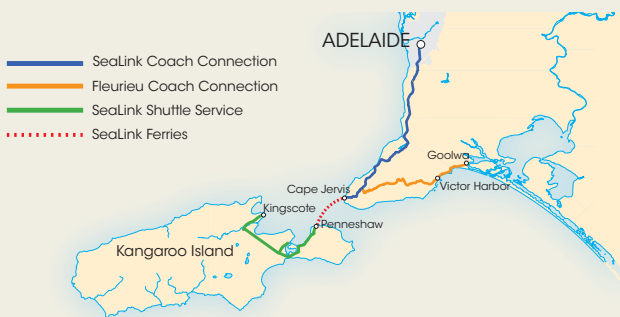 ADELAIDE
SeaLink Coach Connection
Fleurieu Coach Connection
SeaLink Shuttle Service
SeaLink Ferries
Goolwa
Cape Jervis
Victor Harbor
Kingscote
Penneshaw
Kangaroo Island